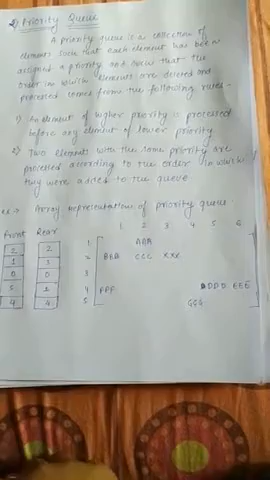 2) Priority Queue
A priority queue is a collection of
elements such that each element has been
assigned a priority and such that the
order in which elements are deleted and
processed comes from the following rules-
1) An element of higher priority is processed
before any element of lower priority
2) Two elements with the same priority are
processed according to the order in which
they were added to the queue
Array representation of priority queue
1 2 3 4 5 6
Front Rear
2 2 1 AAA
1 3 2 BBB CCC XXX
0 0 3
5 1 4 FFF DDD EEE
4 4 5 GGG